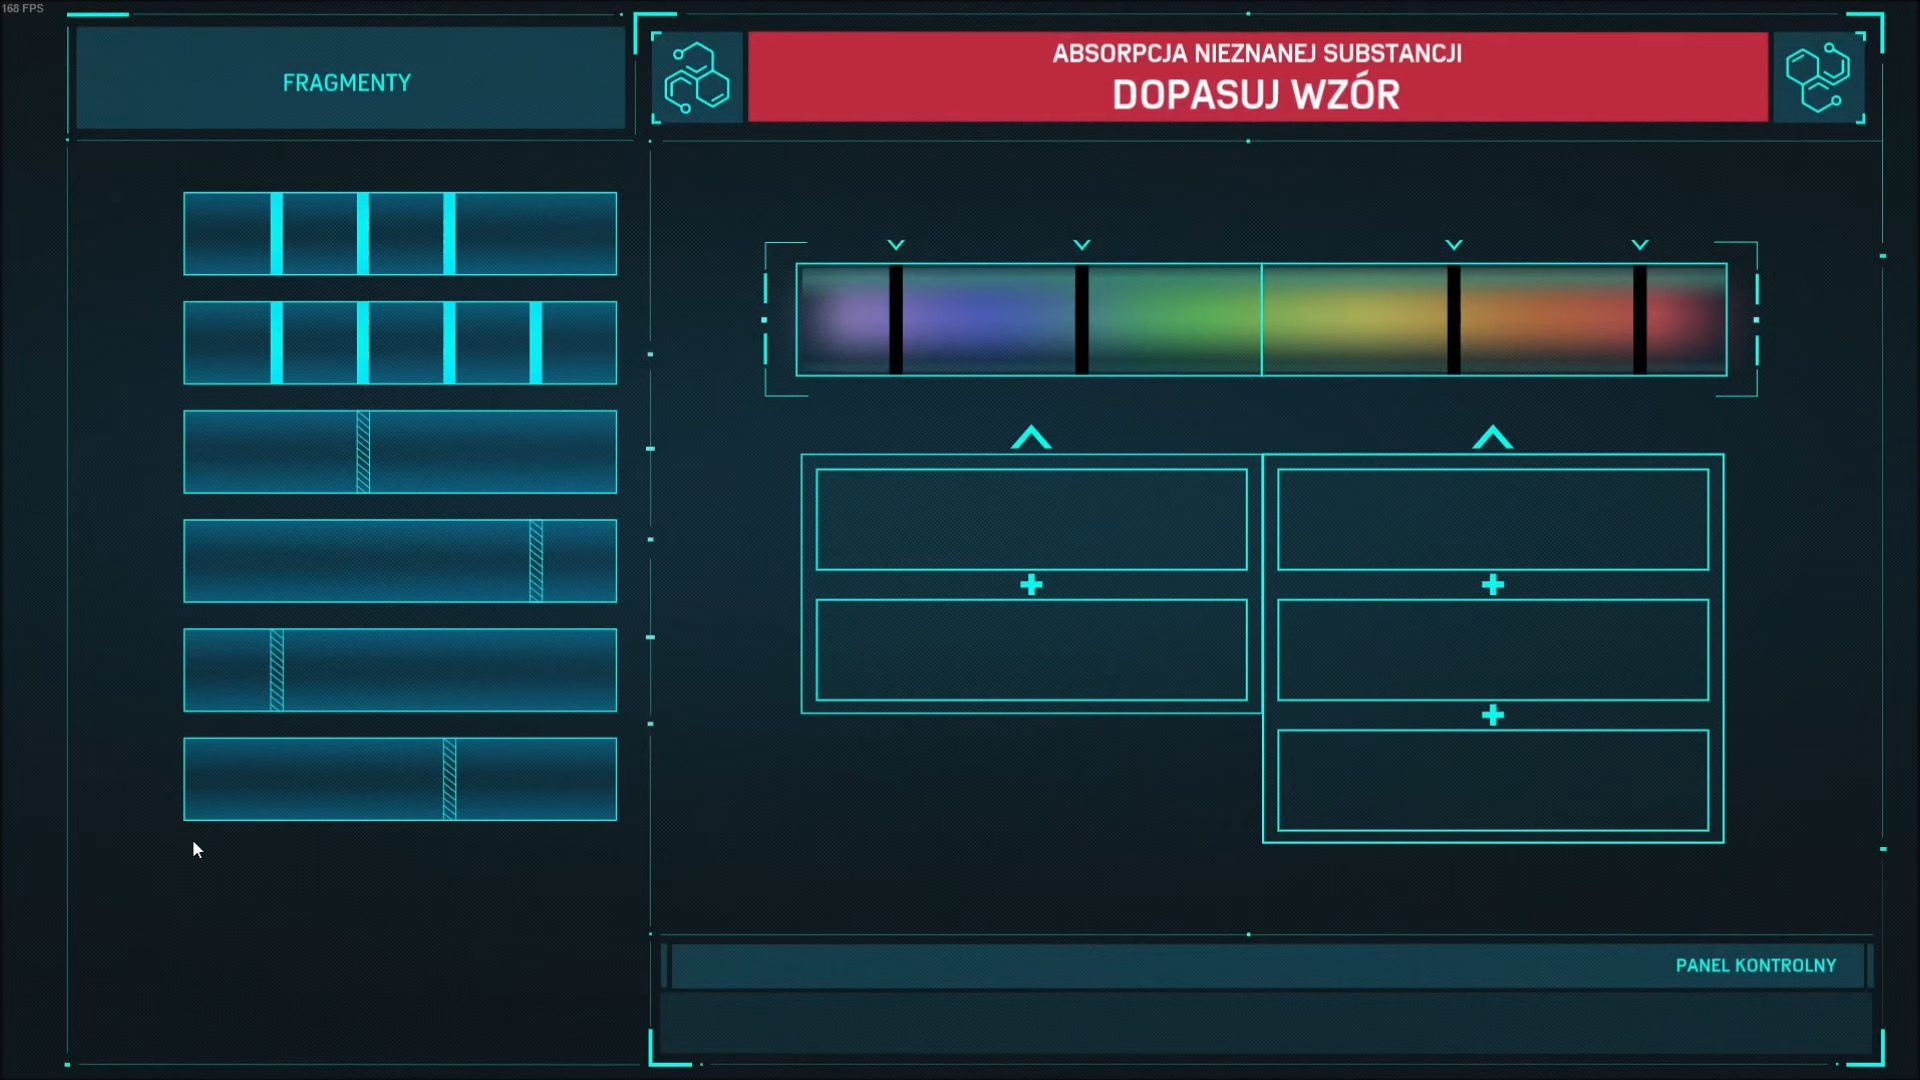 168 FPS
FRAGMENTY
ABSORPCJA NIEZNANEJ SUBSTANCJI
DOPASUJ WZÓR
PANEL KONTROLNY